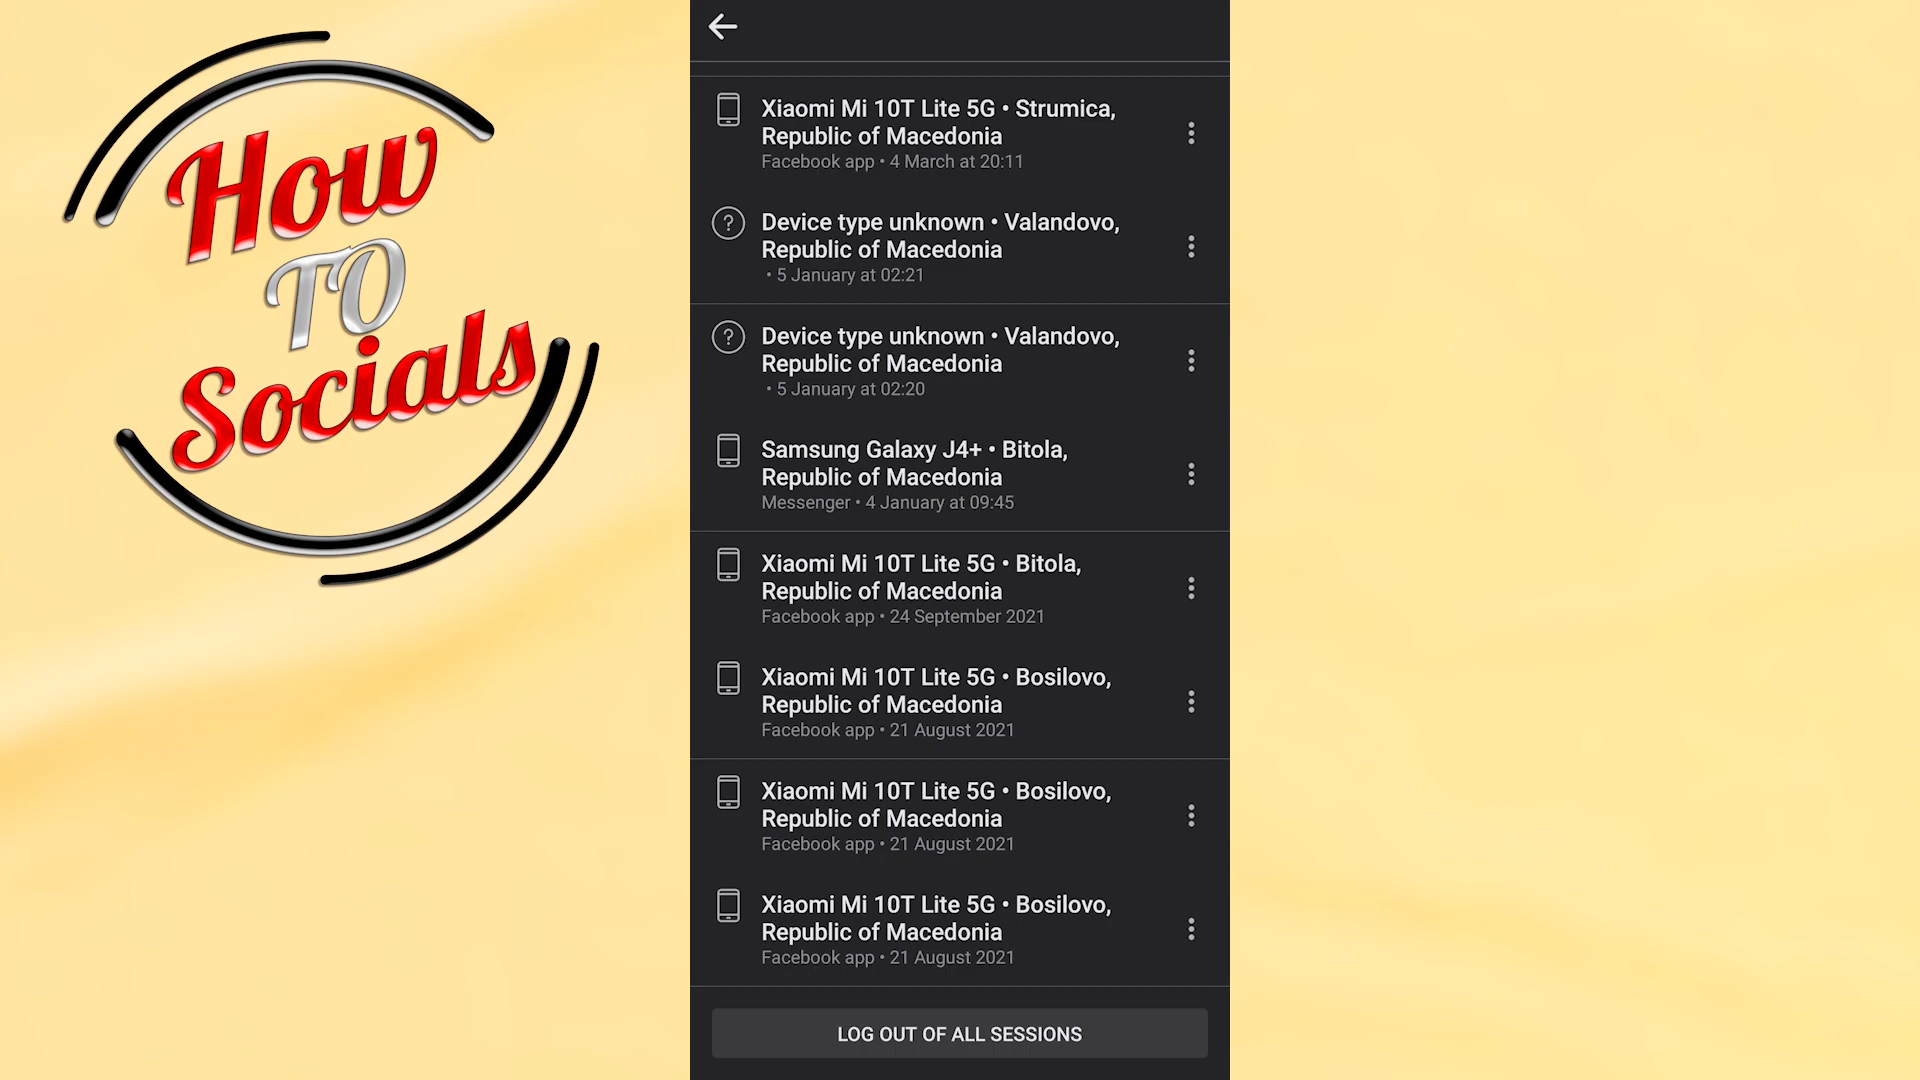 How
TO
Socials
Xiaomi Mi 10T Lite 5G • Strumica,
Republic of Macedonia
Facebook app • 4 March at 20:11
Device type unknown • Valandovo,
Republic of Macedonia
• 5 January at 02:21
Device type unknown • Valandovo,
Republic of Macedonia
• 5 January at 02:20
Samsung Galaxy J4+ • Bitola,
Republic of Macedonia
Messenger • 4 January at 09:45
Xiaomi Mi 10T Lite 5G • Bitola,
Republic of Macedonia
Facebook app • 24 September 2021
Xiaomi Mi 10T Lite 5G • Bosilovo,
Republic of Macedonia
Facebook app • 21 August 2021
Xiaomi Mi 10T Lite 5G • Bosilovo,
Republic of Macedonia
Facebook app • 21 August 2021
Xiaomi Mi 10T Lite 5G • Bosilovo,
Republic of Macedonia
Facebook app • 21 August 2021
LOG OUT OF ALL SESSIONS